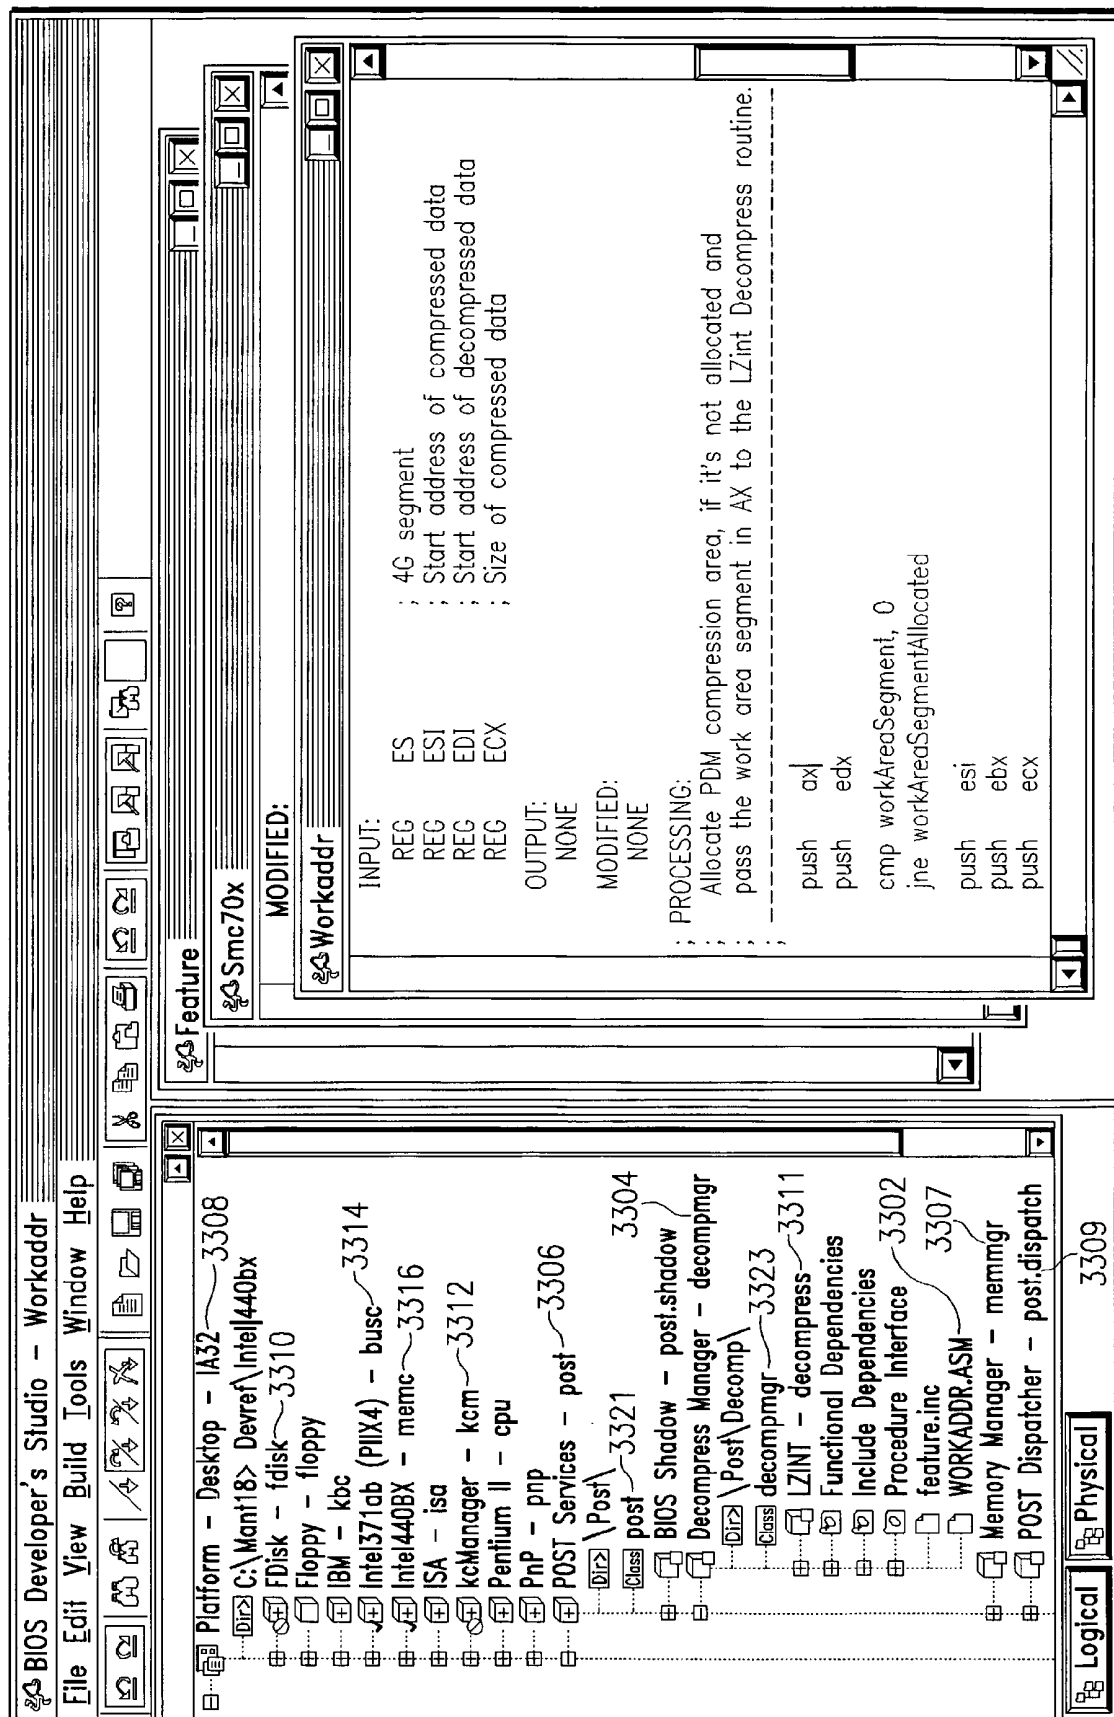 BIOS Developer's Studio – Workaddr
File Edit View Build Tools Window Help
Platform – Desktop – IA32 3308
Dir> C:\Mant18> Devref\Intel|440bx
FDisk – fdisk 3310
Floppy – floppy
IBM – kbc
Intel371ab (PIIX4) – busc 3314
Intel440BX – memc 3316
ISA – isa
kcManager – kcm 3312
Pentium II – cpu
PnP – pnp
POST Services – post 3306
Dir> \Post\
Class post 3321
BIOS Shadow – post.shadow
3304
Decompress Manager – decompmgr
Dir> \Post\Decomp\
Class decompmgr 3323
LZINT – decompress 3311
Functional Dependencies
Include Dependencies
Procedure Interface 3302
feature.inc
WORKADDR.ASM 3307
Memory Manager – memmgr
POST Dispatcher – post.dispatch
3309
Logical Physical
Feature
Smc70x
MODIFIED:
Workaddr
INPUT:
REG ES ; 4G segment
REG ESI ; Start address of compressed data
REG EDI ; Start address of decompressed data
REG ECX ; Size of compressed data
OUTPUT:
NONE
MODIFIED:
NONE
; PROCESSING:
; Allocate PDM compression area, if it's not allocated and
; pass the work area segment in AX to the LZint Decompress routine.
; ----------------------------------------
push ax|
push edx
cmp workAreaSegment, 0
jne workAreaSegmentAllocated
push esi
push ebx
push ecx